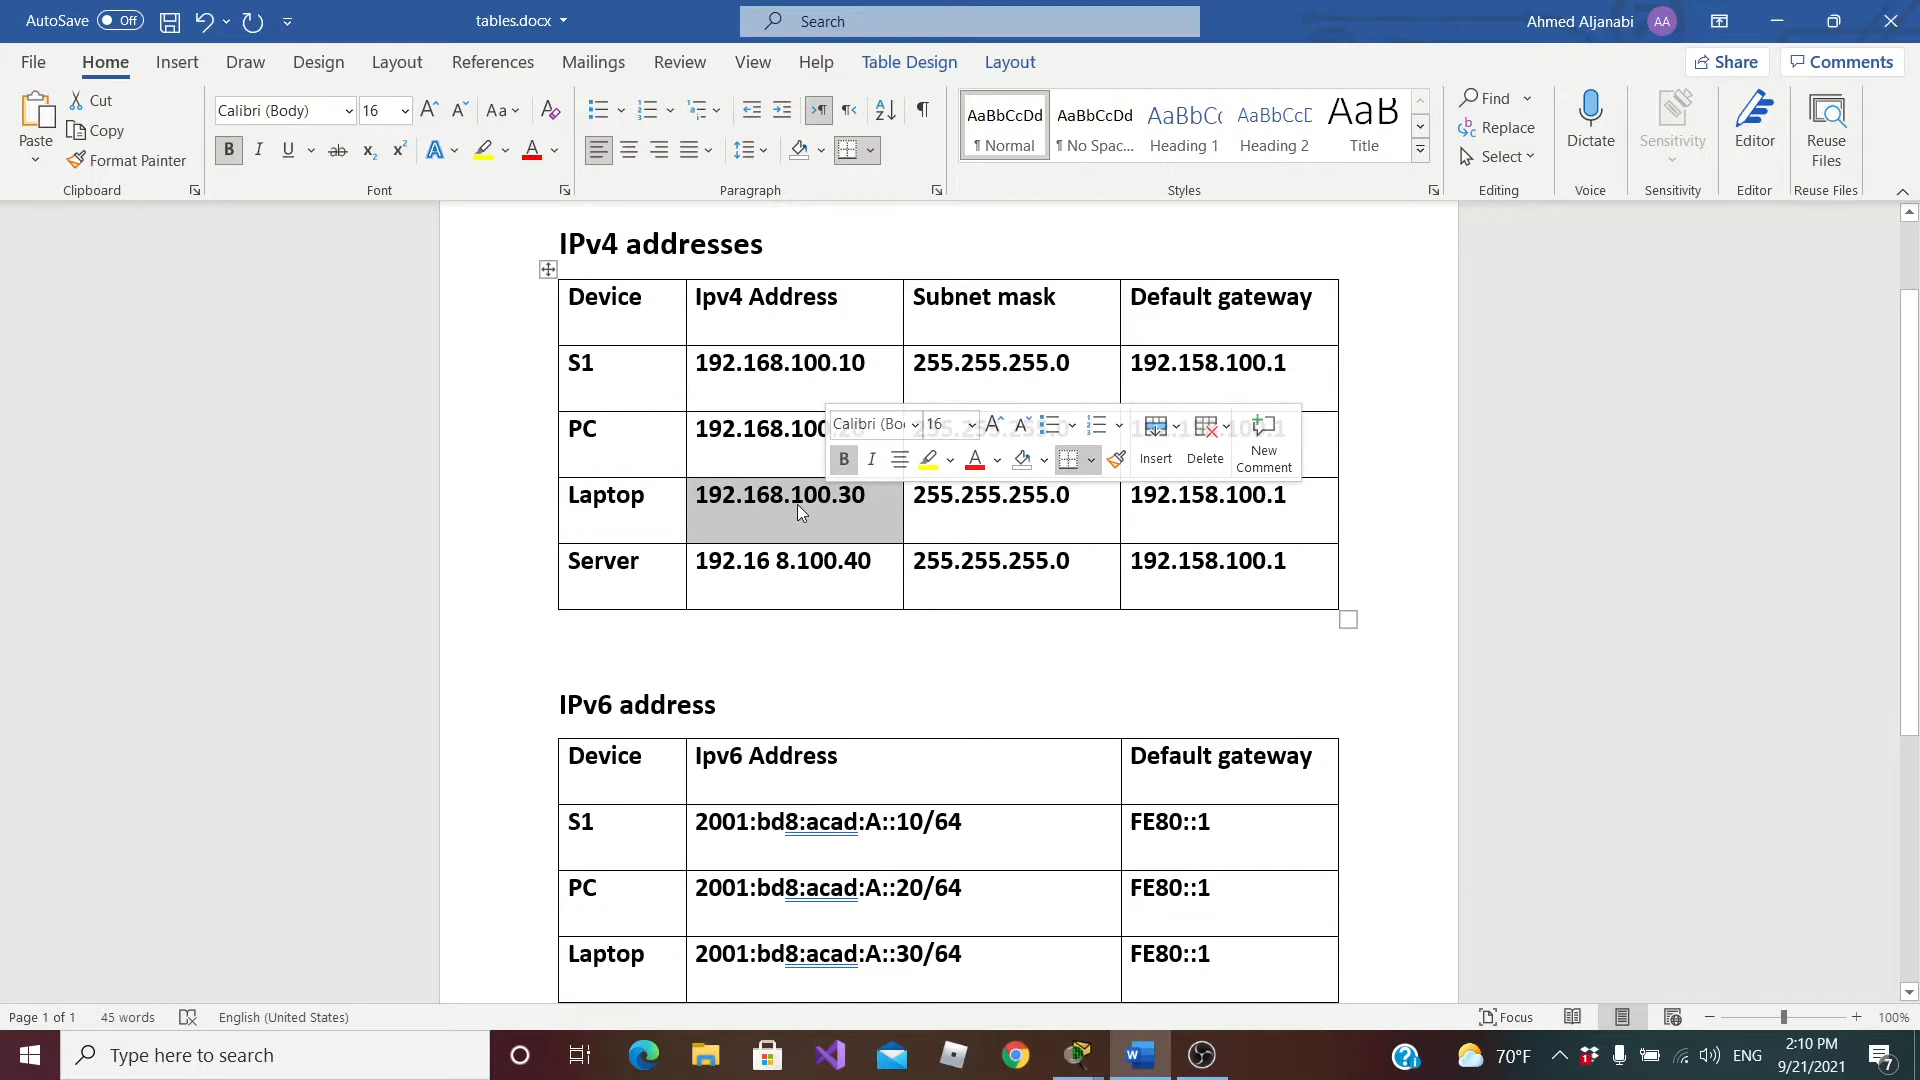 AutoSave Off tables.docx Search Ahmed Aljanabi AA
File Home Insert Draw Design Layout References Mailings Review View Help Table Design Layout Share Comments
Paste Cut Copy Format Painter
Clipboard
Calibri (Body) 16 Aa
B I U ab x₂ x² A A
Font
Paragraph
AaBbCcDd AaBbCcDd AaBbCc AaBbCcD AaB
¶ Normal ¶ No Spac... Heading 1 Heading 2 Title
Styles
Find
Replace
Select
Editing
Dictate
Voice
Sensitivity
Sensitivity
Editor
Editor
Reuse Files
Reuse Files
IPv4 addresses
Device Ipv4 Address Subnet mask Default gateway
S1 192.168.100.10 255.255.255.0 192.158.100.1
PC 192.168.100
Calibri (Bo 16
B I A Insert Delete New Comment
Laptop 192.168.100.30 255.255.255.0 192.158.100.1
Server 192.16 8.100.40 255.255.255.0 192.158.100.1
IPv6 address
Device Ipv6 Address Default gateway
S1 2001:bd8:acad:A::10/64 FE80::1
PC 2001:bd8:acad:A::20/64 FE80::1
Laptop 2001:bd8:acad:A::30/64 FE80::1
Page 1 of 1 45 words English (United States) Focus 100%
Type here to search 70°F ENG 2:10 PM
9/21/2021 7